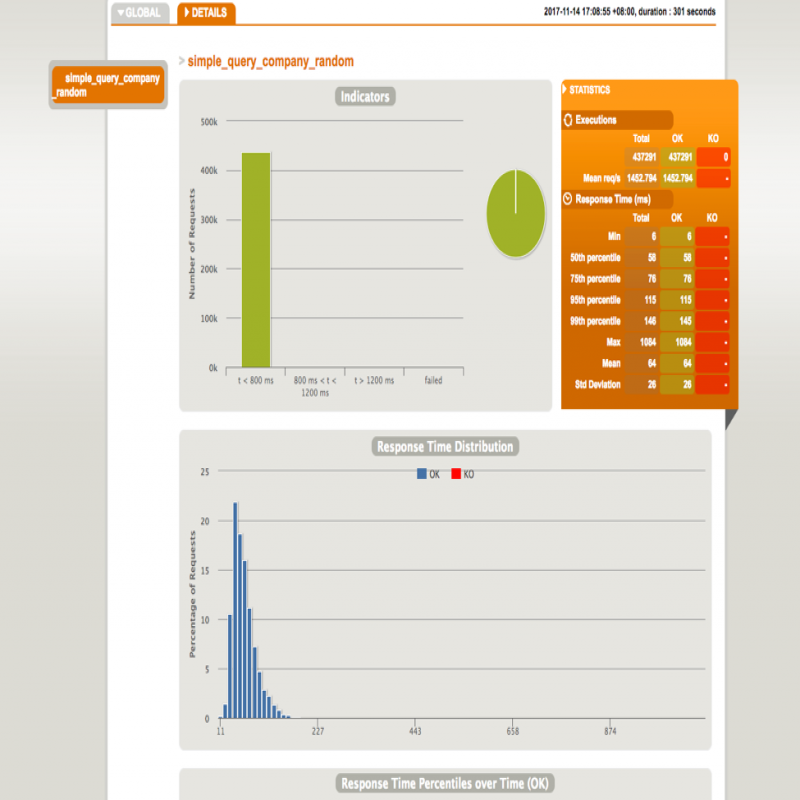 GLOBAL
DETAILS
2017-11-14 17:08:55 +08:00, duration : 301 seconds
simple_query_company
_random
> simple_query_company_random
Indicators
500k
400k
300k
200k
100k
0k
Number of Requests
t < 800 ms
800 ms < t <
1200 ms
t > 1200 ms
failed
STATISTICS
Executions
Total OK KO
437291 437291 0
Mean req/s 1452.794 1452.794 -
Response Time (ms)
Total OK KO
Min 6 6 -
50th percentile 58 58 -
75th percentile 76 76 -
95th percentile 115 115 -
99th percentile 146 145 -
Max 1084 1084 -
Mean 64 64 -
Std Deviation 26 26 -
Response Time Distribution
OK KO
25
20
15
10
5
0
Percentage of Requests
11 227 443 658 874
Response Time Percentiles over Time (OK)